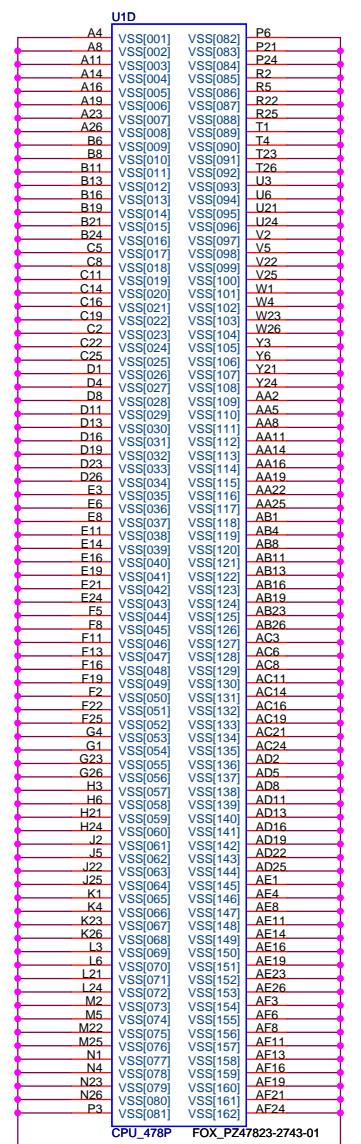 U1D
A4 VSS[001] VSS[082] P6
A8 VSS[002] VSS[083] P21
A11 VSS[003] VSS[084] P24
A14 VSS[004] VSS[085] R2
A16 VSS[005] VSS[086] R5
A19 VSS[006] VSS[087] R22
A23 VSS[007] VSS[088] R25
A26 VSS[008] VSS[089] T1
B6 VSS[009] VSS[090] T4
B8 VSS[010] VSS[091] T23
B11 VSS[011] VSS[092] T26
B13 VSS[012] VSS[093] U3
B16 VSS[013] VSS[094] U6
B19 VSS[014] VSS[095] U21
B21 VSS[015] VSS[096] U24
B24 VSS[016] VSS[097] V2
C5 VSS[017] VSS[098] V5
C8 VSS[018] VSS[099] V22
C11 VSS[019] VSS[100] V25
C14 VSS[020] VSS[101] W1
C16 VSS[021] VSS[102] W4
C19 VSS[022] VSS[103] W23
C2 VSS[023] VSS[104] W26
C22 VSS[024] VSS[105] Y3
C25 VSS[025] VSS[106] Y6
D1 VSS[026] VSS[107] Y21
D4 VSS[027] VSS[108] Y24
D8 VSS[028] VSS[109] AA2
D11 VSS[029] VSS[110] AA5
D13 VSS[030] VSS[111] AA8
D16 VSS[031] VSS[112] AA11
D19 VSS[032] VSS[113] AA14
D23 VSS[033] VSS[114] AA16
D26 VSS[034] VSS[115] AA19
E3 VSS[035] VSS[116] AA22
E6 VSS[036] VSS[117] AA25
E8 VSS[037] VSS[118] AB1
E11 VSS[038] VSS[119] AB4
E14 VSS[039] VSS[120] AB8
E16 VSS[040] VSS[121] AB11
E19 VSS[041] VSS[122] AB13
E21 VSS[042] VSS[123] AB16
E24 VSS[043] VSS[124] AB19
F5 VSS[044] VSS[125] AB23
F8 VSS[045] VSS[126] AB26
F11 VSS[046] VSS[127] AC3
F13 VSS[047] VSS[128] AC6
F16 VSS[048] VSS[129] AC8
F19 VSS[049] VSS[130] AC11
F2 VSS[050] VSS[131] AC14
F22 VSS[051] VSS[132] AC16
F25 VSS[052] VSS[133] AC19
G4 VSS[053] VSS[134] AC21
G1 VSS[054] VSS[135] AC24
G23 VSS[055] VSS[136] AD2
G26 VSS[056] VSS[137] AD5
H3 VSS[057] VSS[138] AD8
H6 VSS[058] VSS[139] AD11
H21 VSS[059] VSS[140] AD13
H24 VSS[060] VSS[141] AD16
J2 VSS[061] VSS[142] AD19
J5 VSS[062] VSS[143] AD22
J22 VSS[063] VSS[144] AD25
J25 VSS[064] VSS[145] AE1
K1 VSS[065] VSS[146] AE4
K4 VSS[066] VSS[147] AE8
K23 VSS[067] VSS[148] AE11
K26 VSS[068] VSS[149] AE14
L3 VSS[069] VSS[150] AE16
L6 VSS[070] VSS[151] AE19
L21 VSS[071] VSS[152] AE23
L24 VSS[072] VSS[153] AE26
M2 VSS[073] VSS[154] AF3
M5 VSS[074] VSS[155] AF6
M22 VSS[075] VSS[156] AF8
M25 VSS[076] VSS[157] AF11
N1 VSS[077] VSS[158] AF13
N4 VSS[078] VSS[159] AF16
N23 VSS[079] VSS[160] AF19
N26 VSS[080] VSS[161] AF21
P3 VSS[081] VSS[162] AF24
CPU_478P FOX_PZ47823-2743-01